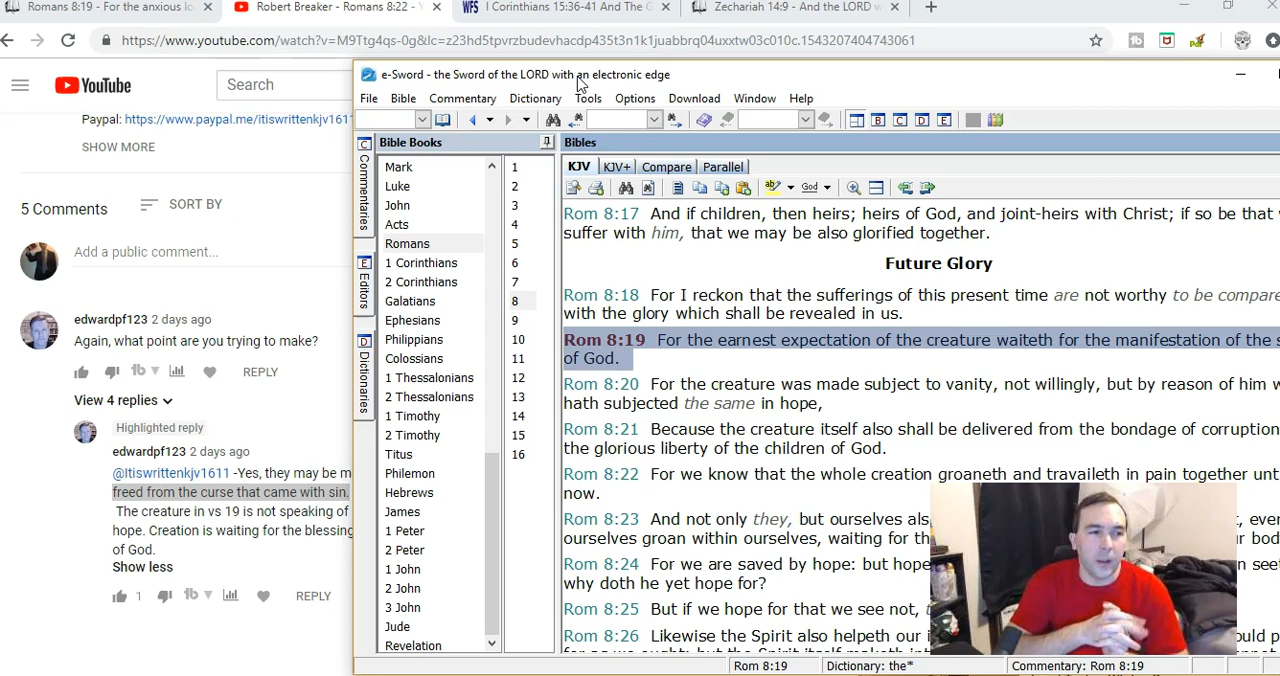 Romans 8:19 - For the anxious lo
Robert Breaker - Romans 8:22 -
WFS I Corinthians 15:36-41 And The G
Zechariah 14:9 - And the LORD w
https://www.youtube.com/watch?v=M9Ttg4qs-0g&lc=z23hd5tpvrzbudevhacdp435t3n1k1juabbrq04uxxtw03c010c.1543207404743061
YouTube
Search
Paypal: https://www.paypal.me/itiswrittenkjv1611
SHOW MORE
5 Comments
SORT BY
Add a public comment...
edwardpf123 2 days ago
Again, what point are you trying to make?
REPLY
View 4 replies
Highlighted reply
edwardpf123 2 days ago
@Itiswrittenkjv1611 -Yes, they may be m
freed from the curse that came with sin.
The creature in vs 19 is not speaking of
hope. Creation is waiting for the blessing
of God.
Show less
1
REPLY
e-Sword - the Sword of the LORD with an electronic edge
File Bible Commentary Dictionary Tools Options Download Window Help
B C D E
C Commentaries
E Editors
D Dictionaries
Bible Books
Mark
Luke
John
Acts
Romans
1 Corinthians
2 Corinthians
Galatians
Ephesians
Philippians
Colossians
1 Thessalonians
2 Thessalonians
1 Timothy
2 Timothy
Titus
Philemon
Hebrews
James
1 Peter
2 Peter
1 John
2 John
3 John
Jude
Revelation
1
2
3
4
5
6
7
8
9
10
11
12
13
14
15
16
Bibles
KJV KJV+ Compare Parallel
God
Rom 8:17 And if children, then heirs; heirs of God, and joint-heirs with Christ; if so be that
suffer with him, that we may be also glorified together.
Future Glory
Rom 8:18 For I reckon that the sufferings of this present time are not worthy to be compare
with the glory which shall be revealed in us.
Rom 8:19 For the earnest expectation of the creature waiteth for the manifestation of the s
of God.
Rom 8:20 For the creature was made subject to vanity, not willingly, but by reason of him w
hath subjected the same in hope,
Rom 8:21 Because the creature itself also shall be delivered from the bondage of corruption
the glorious liberty of the children of God.
Rom 8:22 For we know that the whole creation groaneth and travaileth in pain together unt
now.
Rom 8:23 And not only they, but ourselves als
ourselves groan within ourselves, waiting for th
Rom 8:24 For we are saved by hope: but hope
why doth he yet hope for?
Rom 8:25 But if we hope for that we see not,
Rom 8:26 Likewise the Spirit also helpeth our
Rom 8:19
Dictionary: the*
Commentary: Rom 8:19